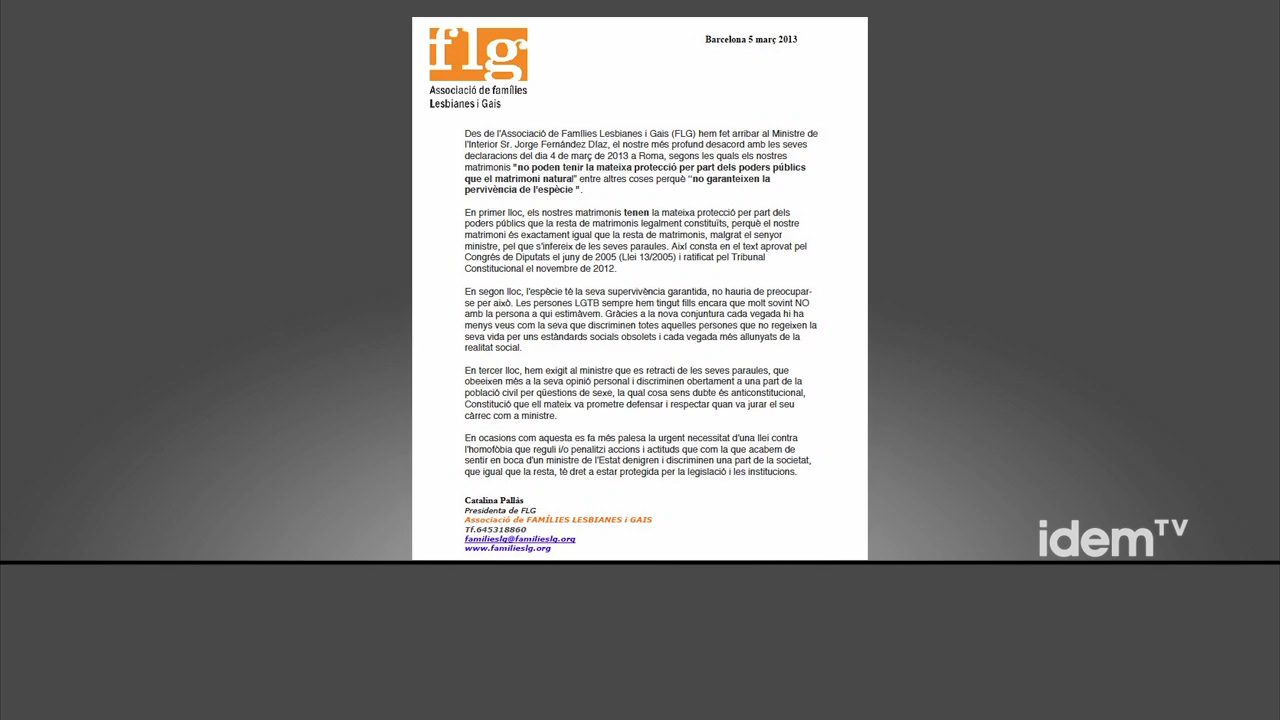 flg
Associació de famílies
Lesbianes i Gais
Barcelona 5 març 2013
Des de l'Associació de Famílies Lesbianes i Gais (FLG) hem fet arribar al Ministre de
l'Interior Sr. Jorge Fernández Díaz, el nostre més profund desacord amb les seves
declaracions del dia 4 de març de 2013 a Roma, segons les quals els nostres
matrimonis "no poden tenir la mateixa protecció per part dels poders públics
que el matrimoni natural" entre altres coses perquè "no garanteixen la
pervivència de l'espècie ".
En primer lloc, els nostres matrimonis tenen la mateixa protecció per part dels
poders públics que la resta de matrimonis legalment constituïts, perquè el nostre
matrimoni és exactament igual que la resta de matrimonis, malgrat el senyor
ministre, pel que s'infereix de les seves paraules. Així consta en el text aprovat pel
Congrés de Diputats el juny de 2005 (Llei 13/2005) i ratificat pel Tribunal
Constitucional el novembre de 2012.
En segon lloc, l'espècie té la seva supervivència garantida, no hauria de preocupar-
se per això. Les persones LGTB sempre hem tingut fills encara que molt sovint NO
amb la persona a qui estimàvem. Gràcies a la nova conjuntura cada vegada hi ha
menys veus com la seva que discriminen totes aquelles persones que no regeixen la
seva vida per uns estàndards socials obsolets i cada vegada més allunyats de la
realitat social.
En tercer lloc, hem exigit al ministre que es retracti de les seves paraules, que
obeeixen més a la seva opinió personal i discriminen obertament a una part de la
població civil per qüestions de sexe, la qual cosa sens dubte és anticonstitucional,
Constitució que ell mateix va prometre defensar i respectar quan va jurar el seu
càrrec com a ministre.
En ocasions com aquesta es fa més palesa la urgent necessitat d'una llei contra
l'homofòbia que reguli i/o penalitzi accions i actituds que com la que acabem de
sentir en boca d'un ministre de l'Estat denigren i discriminen una part de la societat,
que igual que la resta, té dret a estar protegida per la legislació i les institucions.
Catalina Pallás
Presidenta de FLG
Associació de FAMÍLIES LESBIANES i GAIS
Tf.645318860
familieslg@familieslg.org
www.familieslg.org
idemTV